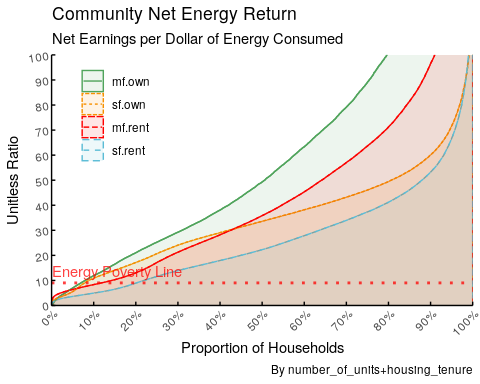 Community Net Energy Return
Net Earnings per Dollar of Energy Consumed
Unitless Ratio
100
90
80
70
60
50
40
30
20
10
0
mf.own
sf.own
mf.rent
sf.rent
Energy Poverty Line
0%
10%
20%
30%
40%
50%
60%
70%
80%
90%
100%
Proportion of Households
By number_of_units+housing_tenure